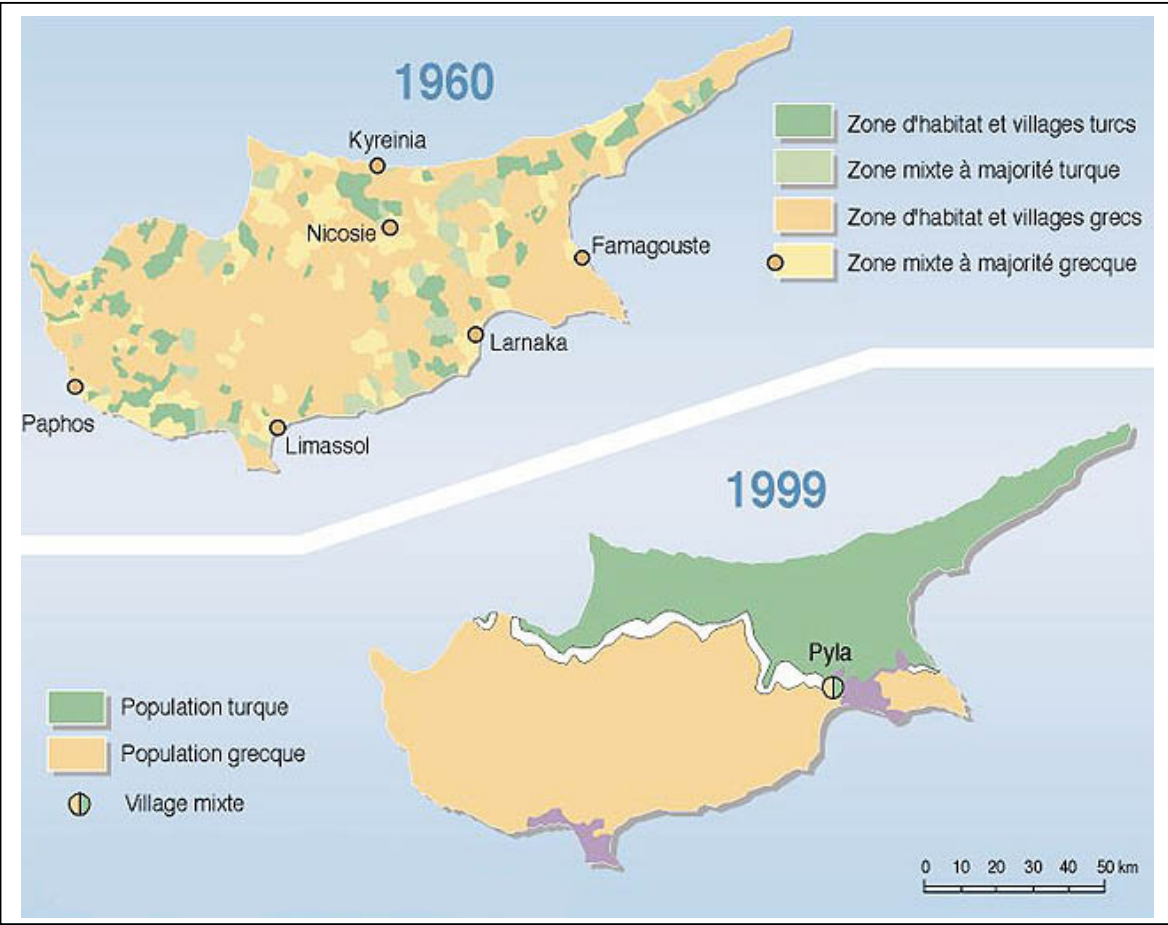 1960
Kyreinia
Nicosie
Famagouste
Larnaka
Paphos
Limassol
Zone d'habitat et villages turcs
Zone mixte à majorité turque
Zone d'habitat et villages grecs
Zone mixte à majorité grecque
1999
Pyla
Population turque
Population grecque
Village mixte
0 10 20 30 40 50 km